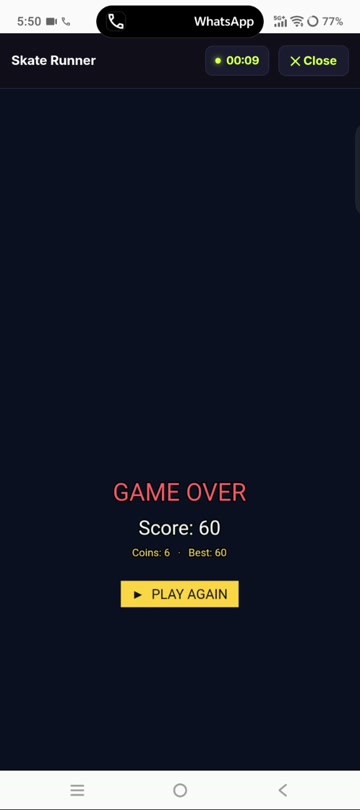 5:50 WhatsApp 5G 77%
Skate Runner 00:09 Close
GAME OVER
Score: 60
Coins: 6 · Best: 60
► PLAY AGAIN